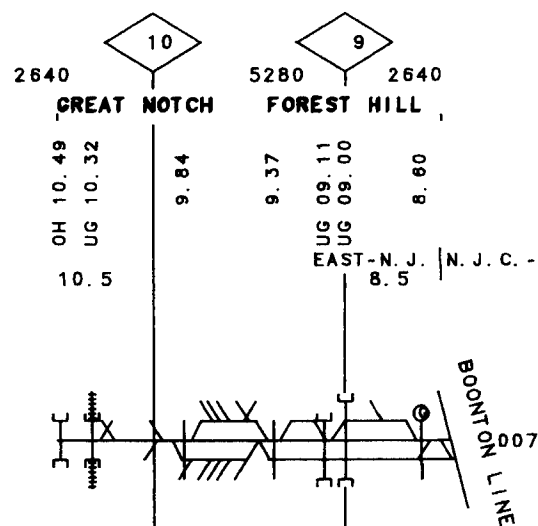 10 9
2640 5280 2640
GREAT NOTCH FOREST HILL
OH 10.49
UG 10.32
9.84
9.37
UG 09.11
UG 09.00
8.60
EAST-N.J. | N.J.C.-
10.5 8.5
BOONTON LINE
007